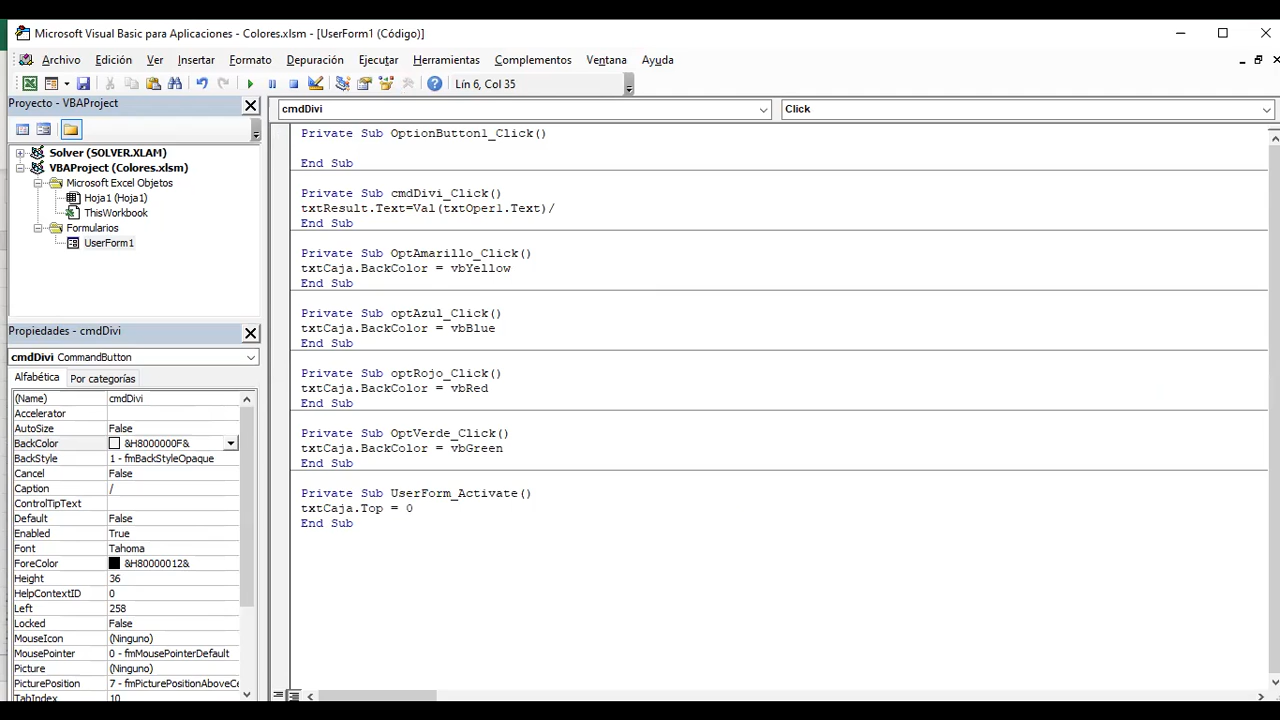 Microsoft Visual Basic para Aplicaciones - Colores.xlsm - [UserForm1 (Código)]
Archivo Edición Ver Insertar Formato Depuración Ejecutar Herramientas Complementos Ventana Ayuda
Lín 6, Col 35
Proyecto - VBAProject
Solver (SOLVER.XLAM)
VBAProject (Colores.xlsm)
Microsoft Excel Objetos
Hoja1 (Hoja1)
ThisWorkbook
Formularios
UserForm1
Propiedades - cmdDivi
cmdDivi CommandButton
Alfabética Por categorías
(Name) cmdDivi
Accelerator
AutoSize False
BackColor &H8000000F&
BackStyle 1 - fmBackStyleOpaque
Cancel False
Caption /
ControlTipText
Default False
Enabled True
Font Tahoma
ForeColor &H80000012&
Height 36
HelpContextID 0
Left 258
Locked False
MouseIcon (Ninguno)
MousePointer 0 - fmMousePointerDefault
Picture (Ninguno)
PicturePosition 7 - fmPicturePositionAboveCe
TabIndex 10
cmdDivi Click
Private Sub OptionButton1_Click()
End Sub
Private Sub cmdDivi_Click()
txtResult.Text=Val(txtOper1.Text)/
End Sub
Private Sub OptAmarillo_Click()
txtCaja.BackColor = vbYellow
End Sub
Private Sub optAzul_Click()
txtCaja.BackColor = vbBlue
End Sub
Private Sub optRojo_Click()
txtCaja.BackColor = vbRed
End Sub
Private Sub OptVerde_Click()
txtCaja.BackColor = vbGreen
End Sub
Private Sub UserForm_Activate()
txtCaja.Top = 0
End Sub